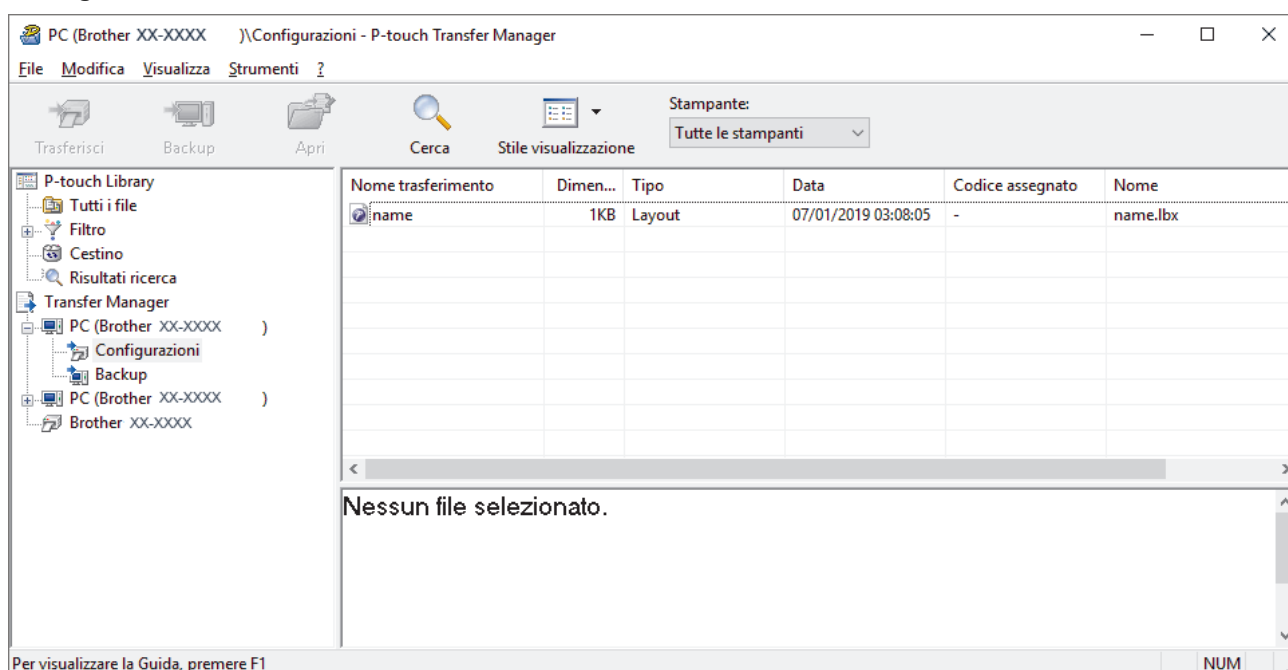 PC (Brother XX-XXXX )\Configurazioni - P-touch Transfer Manager
File Modifica Visualizza Strumenti ?
Trasferisci Backup Apri Cerca Stile visualizzazione
Stampante:
Tutte le stampanti
P-touch Library
Tutti i file
Filtro
Cestino
Risultati ricerca
Transfer Manager
PC (Brother XX-XXXX )
Configurazioni
Backup
PC (Brother XX-XXXX )
Brother XX-XXXX
Nome trasferimento Dimen... Tipo Data Codice assegnato Nome
name 1KB Layout 07/01/2019 03:08:05 - name.lbx
Nessun file selezionato.
Per visualizzare la Guida, premere F1 NUM